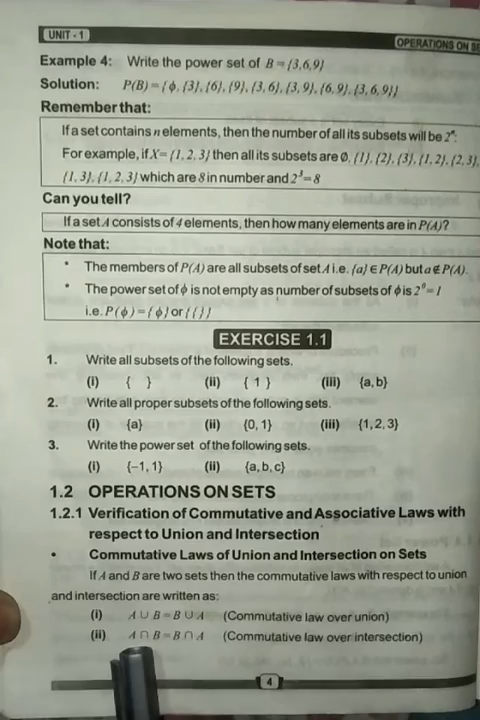 UNIT - 1
OPERATIONS ON
Example 4: Write the power set of B = {3,6,9}
Solution: P(B) = {ϕ, {3}, {6}, {9}, {3, 6}, {3, 9}, {6, 9}, {3, 6, 9}}
Remember that:
If a set contains n elements, then the number of all its subsets will be 2ⁿ.
For example, if X = {1, 2, 3} then all its subsets are Ø, {1}, {2}, {3}, {1, 2}, {2, 3},
{1, 3}, {1, 2, 3} which are 8 in number and 2³=8
Can you tell?
If a set A consists of 4 elements, then how many elements are in P(A)?
Note that:
• The members of P(A) are all subsets of set A i.e. {a} ∈ P(A) but a ∉ P(A).
• The power set of ϕ is not empty as number of subsets of ϕ is 2⁰ = 1
i.e. P(ϕ) = {ϕ} or {{}}
EXERCISE 1.1
1. Write all subsets of the following sets.
(i) { } (ii) { 1 } (iii) {a, b}
2. Write all proper subsets of the following sets.
(i) {a} (ii) {0, 1} (iii) {1, 2, 3}
3. Write the power set of the following sets.
(i) {−1, 1} (ii) {a, b, c}
1.2 OPERATIONS ON SETS
1.2.1 Verification of Commutative and Associative Laws with
respect to Union and Intersection
• Commutative Laws of Union and Intersection on Sets
If A and B are two sets then the commutative laws with respect to union
and intersection are written as:
(i) A ∪ B = B ∪ A (Commutative law over union)
(ii) A ∩ B = B ∩ A (Commutative law over intersection)
4